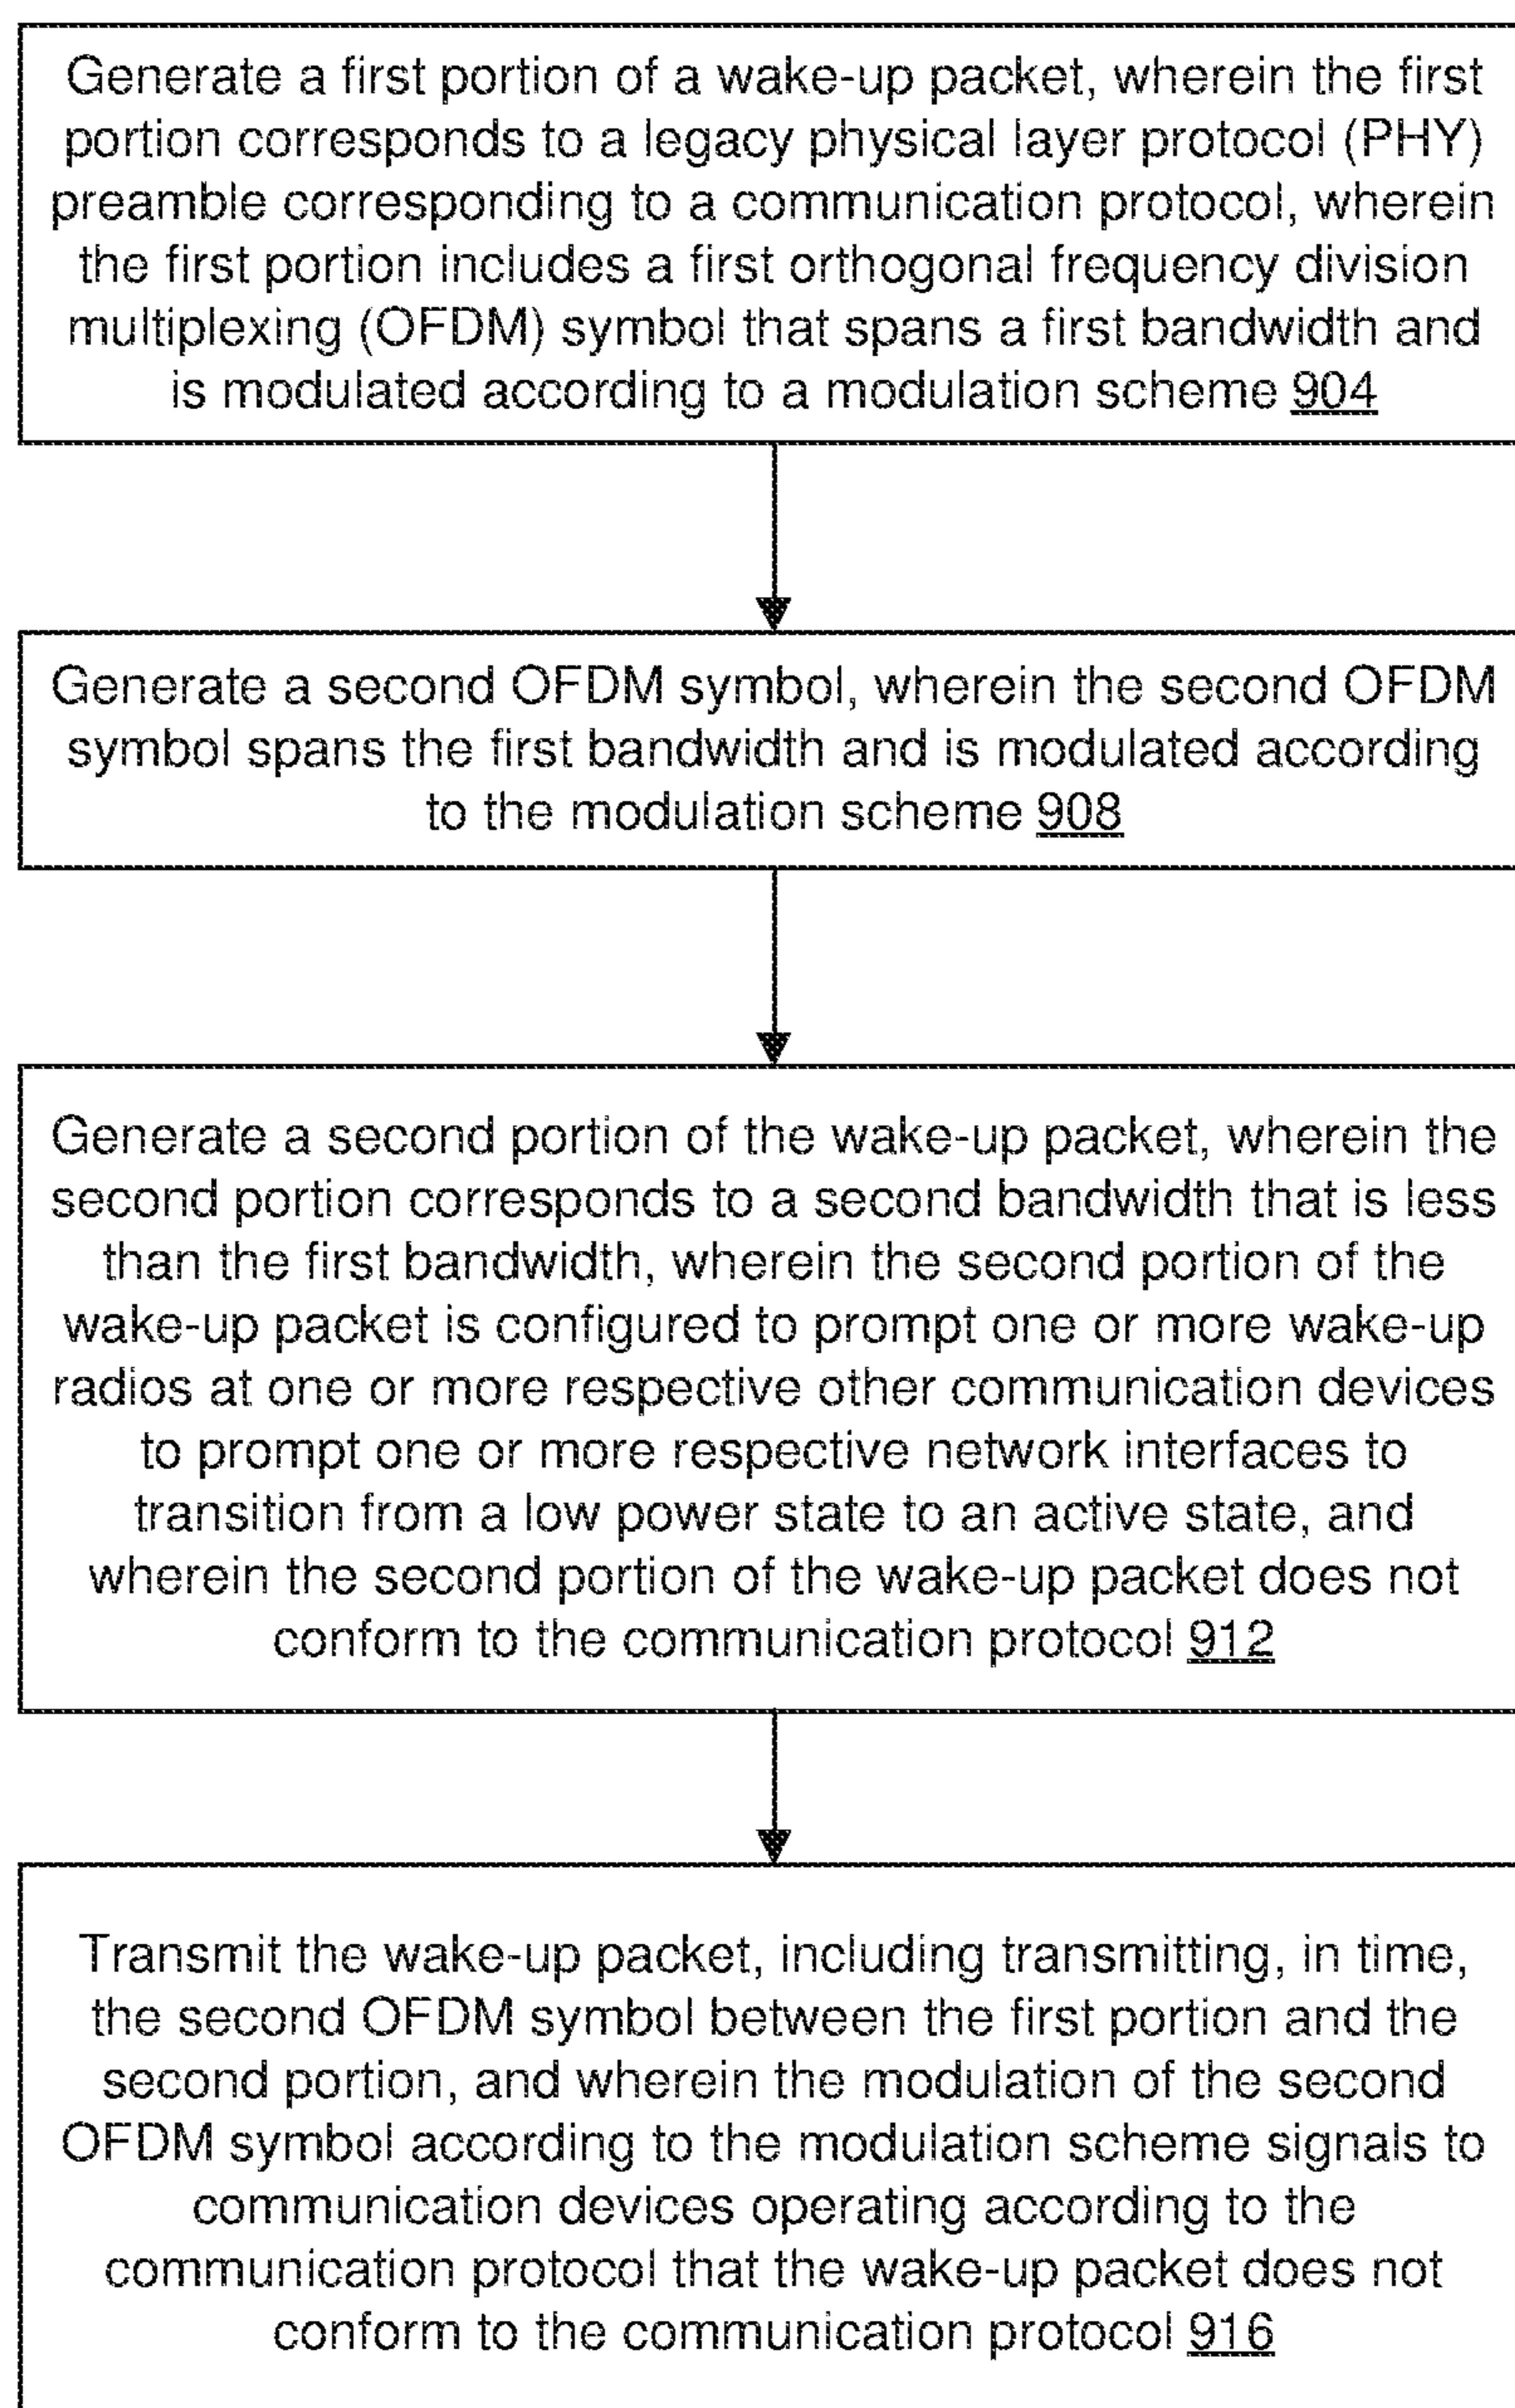 Generate a first portion of a wake-up packet, wherein the first
portion corresponds to a legacy physical layer protocol (PHY)
preamble corresponding to a communication protocol, wherein
the first portion includes a first orthogonal frequency division
multiplexing (OFDM) symbol that spans a first bandwidth and
is modulated according to a modulation scheme 904
Generate a second OFDM symbol, wherein the second OFDM
symbol spans the first bandwidth and is modulated according
to the modulation scheme 908
Generate a second portion of the wake-up packet, wherein the
second portion corresponds to a second bandwidth that is less
than the first bandwidth, wherein the second portion of the
wake-up packet is configured to prompt one or more wake-up
radios at one or more respective other communication devices
to prompt one or more respective network interfaces to
transition from a low power state to an active state, and
wherein the second portion of the wake-up packet does not
conform to the communication protocol 912
Transmit the wake-up packet, including transmitting, in time,
the second OFDM symbol between the first portion and the
second portion, and wherein the modulation of the second
OFDM symbol according to the modulation scheme signals to
communication devices operating according to the
communication protocol that the wake-up packet does not
conform to the communication protocol 916